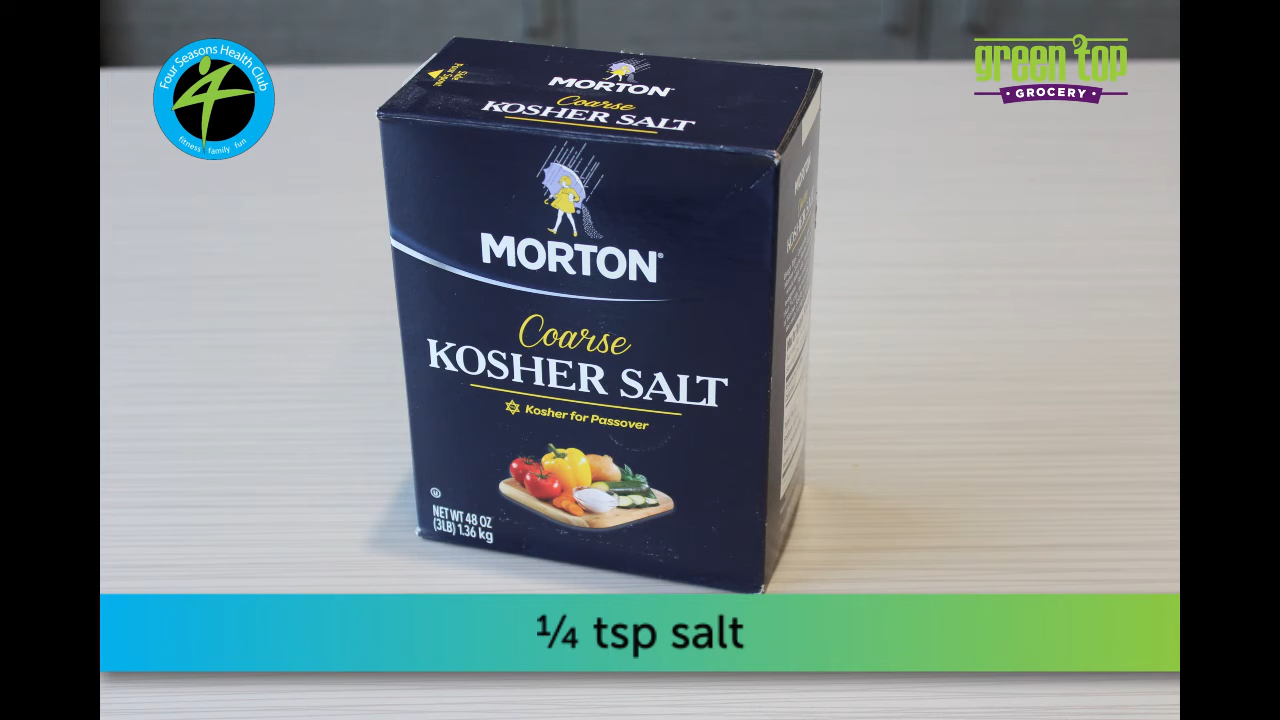 Four Seasons Health Club
4
fitness family fun
green top
• GROCERY •
MORTON
Coarse
KOSHER SALT
MORTON®
Coarse
KOSHER SALT
Kosher for Passover
U
NET WT 48 OZ
(3LB) 1.36 kg
¼ tsp salt